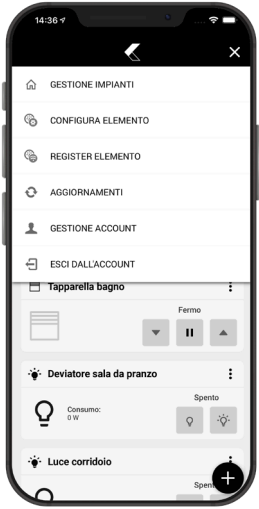 14:36
GESTIONE IMPIANTI
CONFIGURA ELEMENTO
REGISTER ELEMENTO
AGGIORNAMENTI
GESTIONE ACCOUNT
ESCI DALL'ACCOUNT
Tapparella bagno
Fermo
Deviatore sala da pranzo
Spento
Consumo:
0 W
Luce corridoio